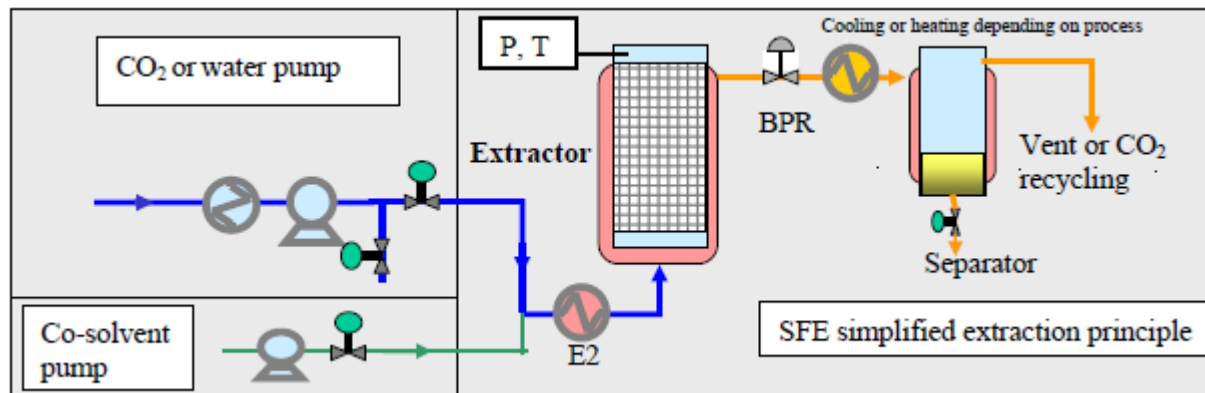 Cooling or heating depending on process
P, T
CO₂ or water pump
BPR
Extractor
Vent or CO₂
recycling
Separator
Co-solvent
pump
E2
SFE simplified extraction principle